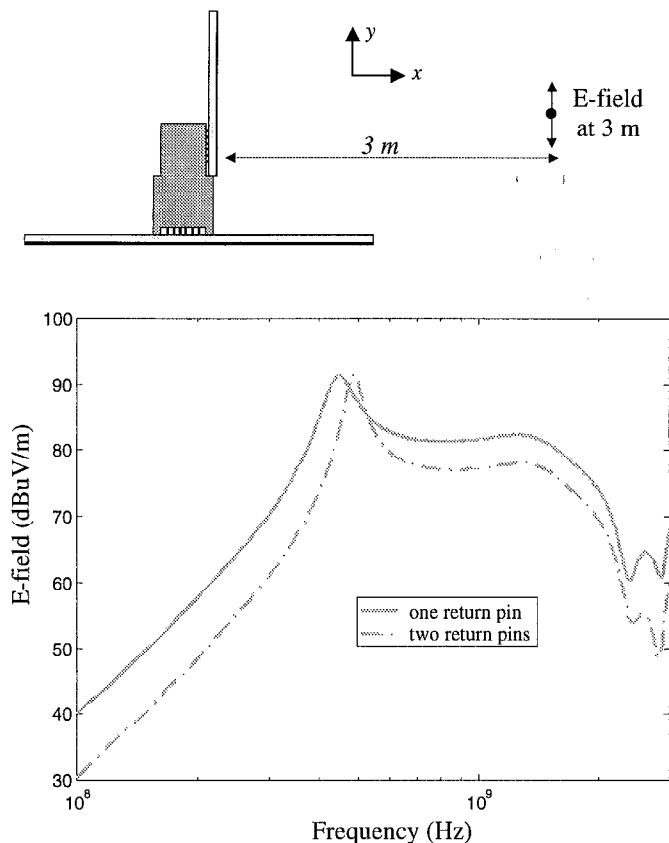 y
x
E-field
at 3 m
3 m
100
90
80
70
60
50
40
30
E-field (dBuV/m)
one return pin
two return pins
10^8
10^9
Frequency (Hz)